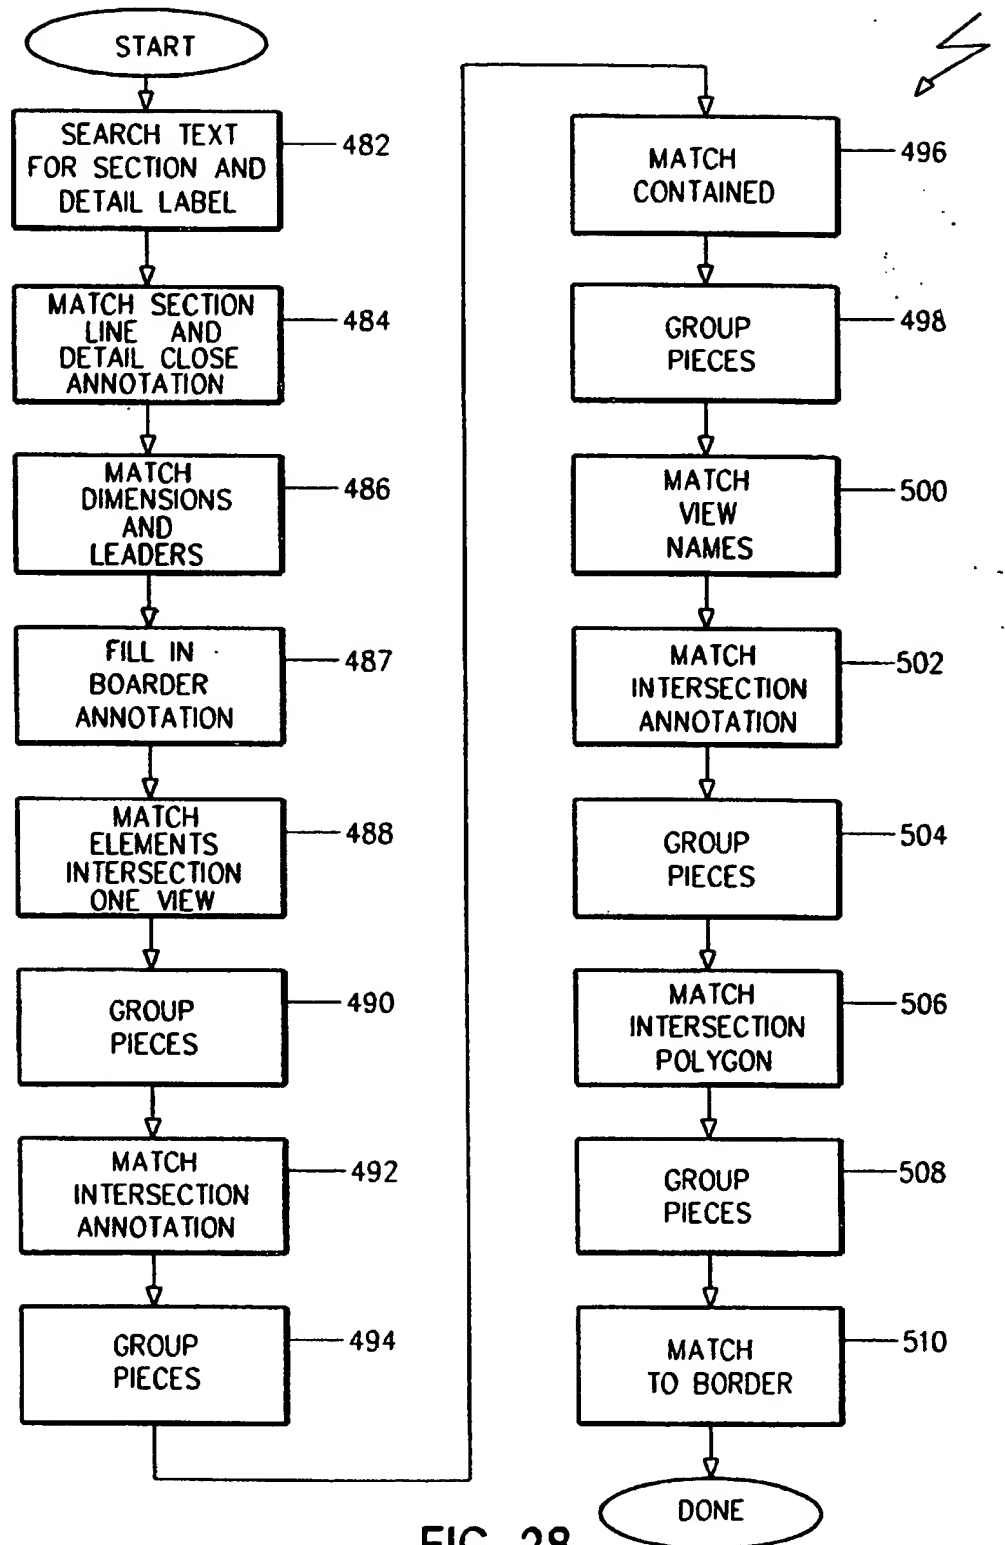 START
SEARCH TEXT
FOR SECTION AND
DETAIL LABEL
482
MATCH SECTION
LINE AND
DETAIL CLOSE
ANNOTATION
484
MATCH
DIMENSIONS
AND
LEADERS
486
FILL IN
BOARDER
ANNOTATION
487
MATCH
ELEMENTS
INTERSECTION
ONE VIEW
488
GROUP
PIECES
490
MATCH
INTERSECTION
ANNOTATION
492
GROUP
PIECES
494
MATCH
CONTAINED
496
GROUP
PIECES
498
MATCH
VIEW
NAMES
500
MATCH
INTERSECTION
ANNOTATION
502
GROUP
PIECES
504
MATCH
INTERSECTION
POLYGON
506
GROUP
PIECES
508
MATCH
TO BORDER
510
DONE
FIG. 28